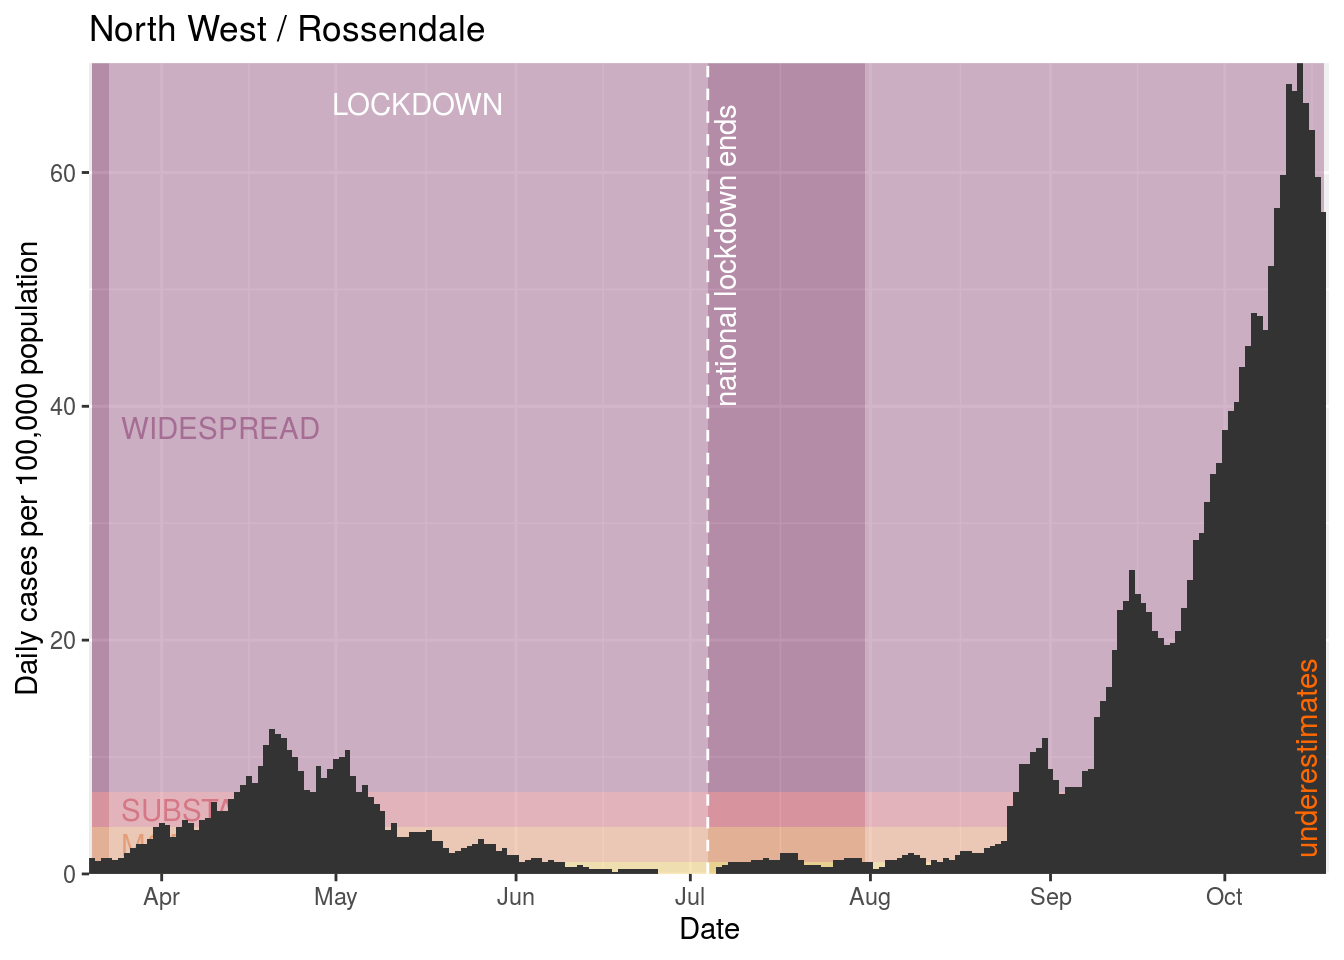 North West / Rossendale
LOCKDOWN
national lockdown ends
WIDESPREAD
underestimates
Daily cases per 100,000 population
60
40
20
0
Apr
May
Jun
Jul
Aug
Sep
Oct
Date